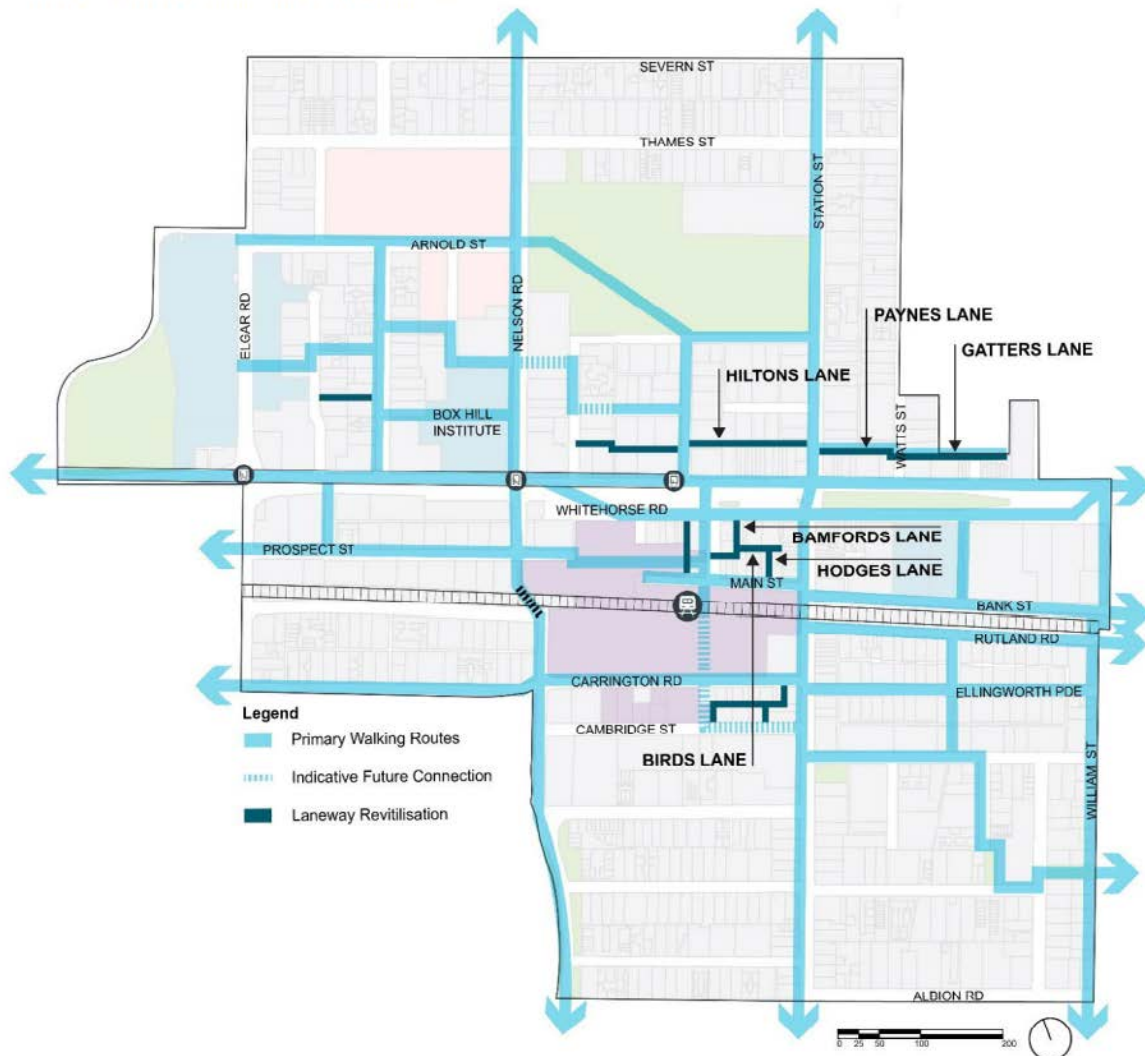 SEVERN ST
THAMES ST
STATION ST
ARNOLD ST
NELSON RD
ELGAR RD
PAYNES LANE
GATTERS LANE
HILTONS LANE
WATTS ST
BOX HILL
INSTITUTE
WHITEHORSE RD
BAMFORDS LANE
PROSPECT ST
HODGES LANE
MAIN ST
BANK ST
RUTLAND RD
CARRINGTON RD
ELLINGWORTH PDE
CAMBRIDGE ST
BIRDS LANE
WILLIAM ST
Legend
Primary Walking Routes
Indicative Future Connection
Laneway Revitilisation
ALBION RD
0 25 50 100 200